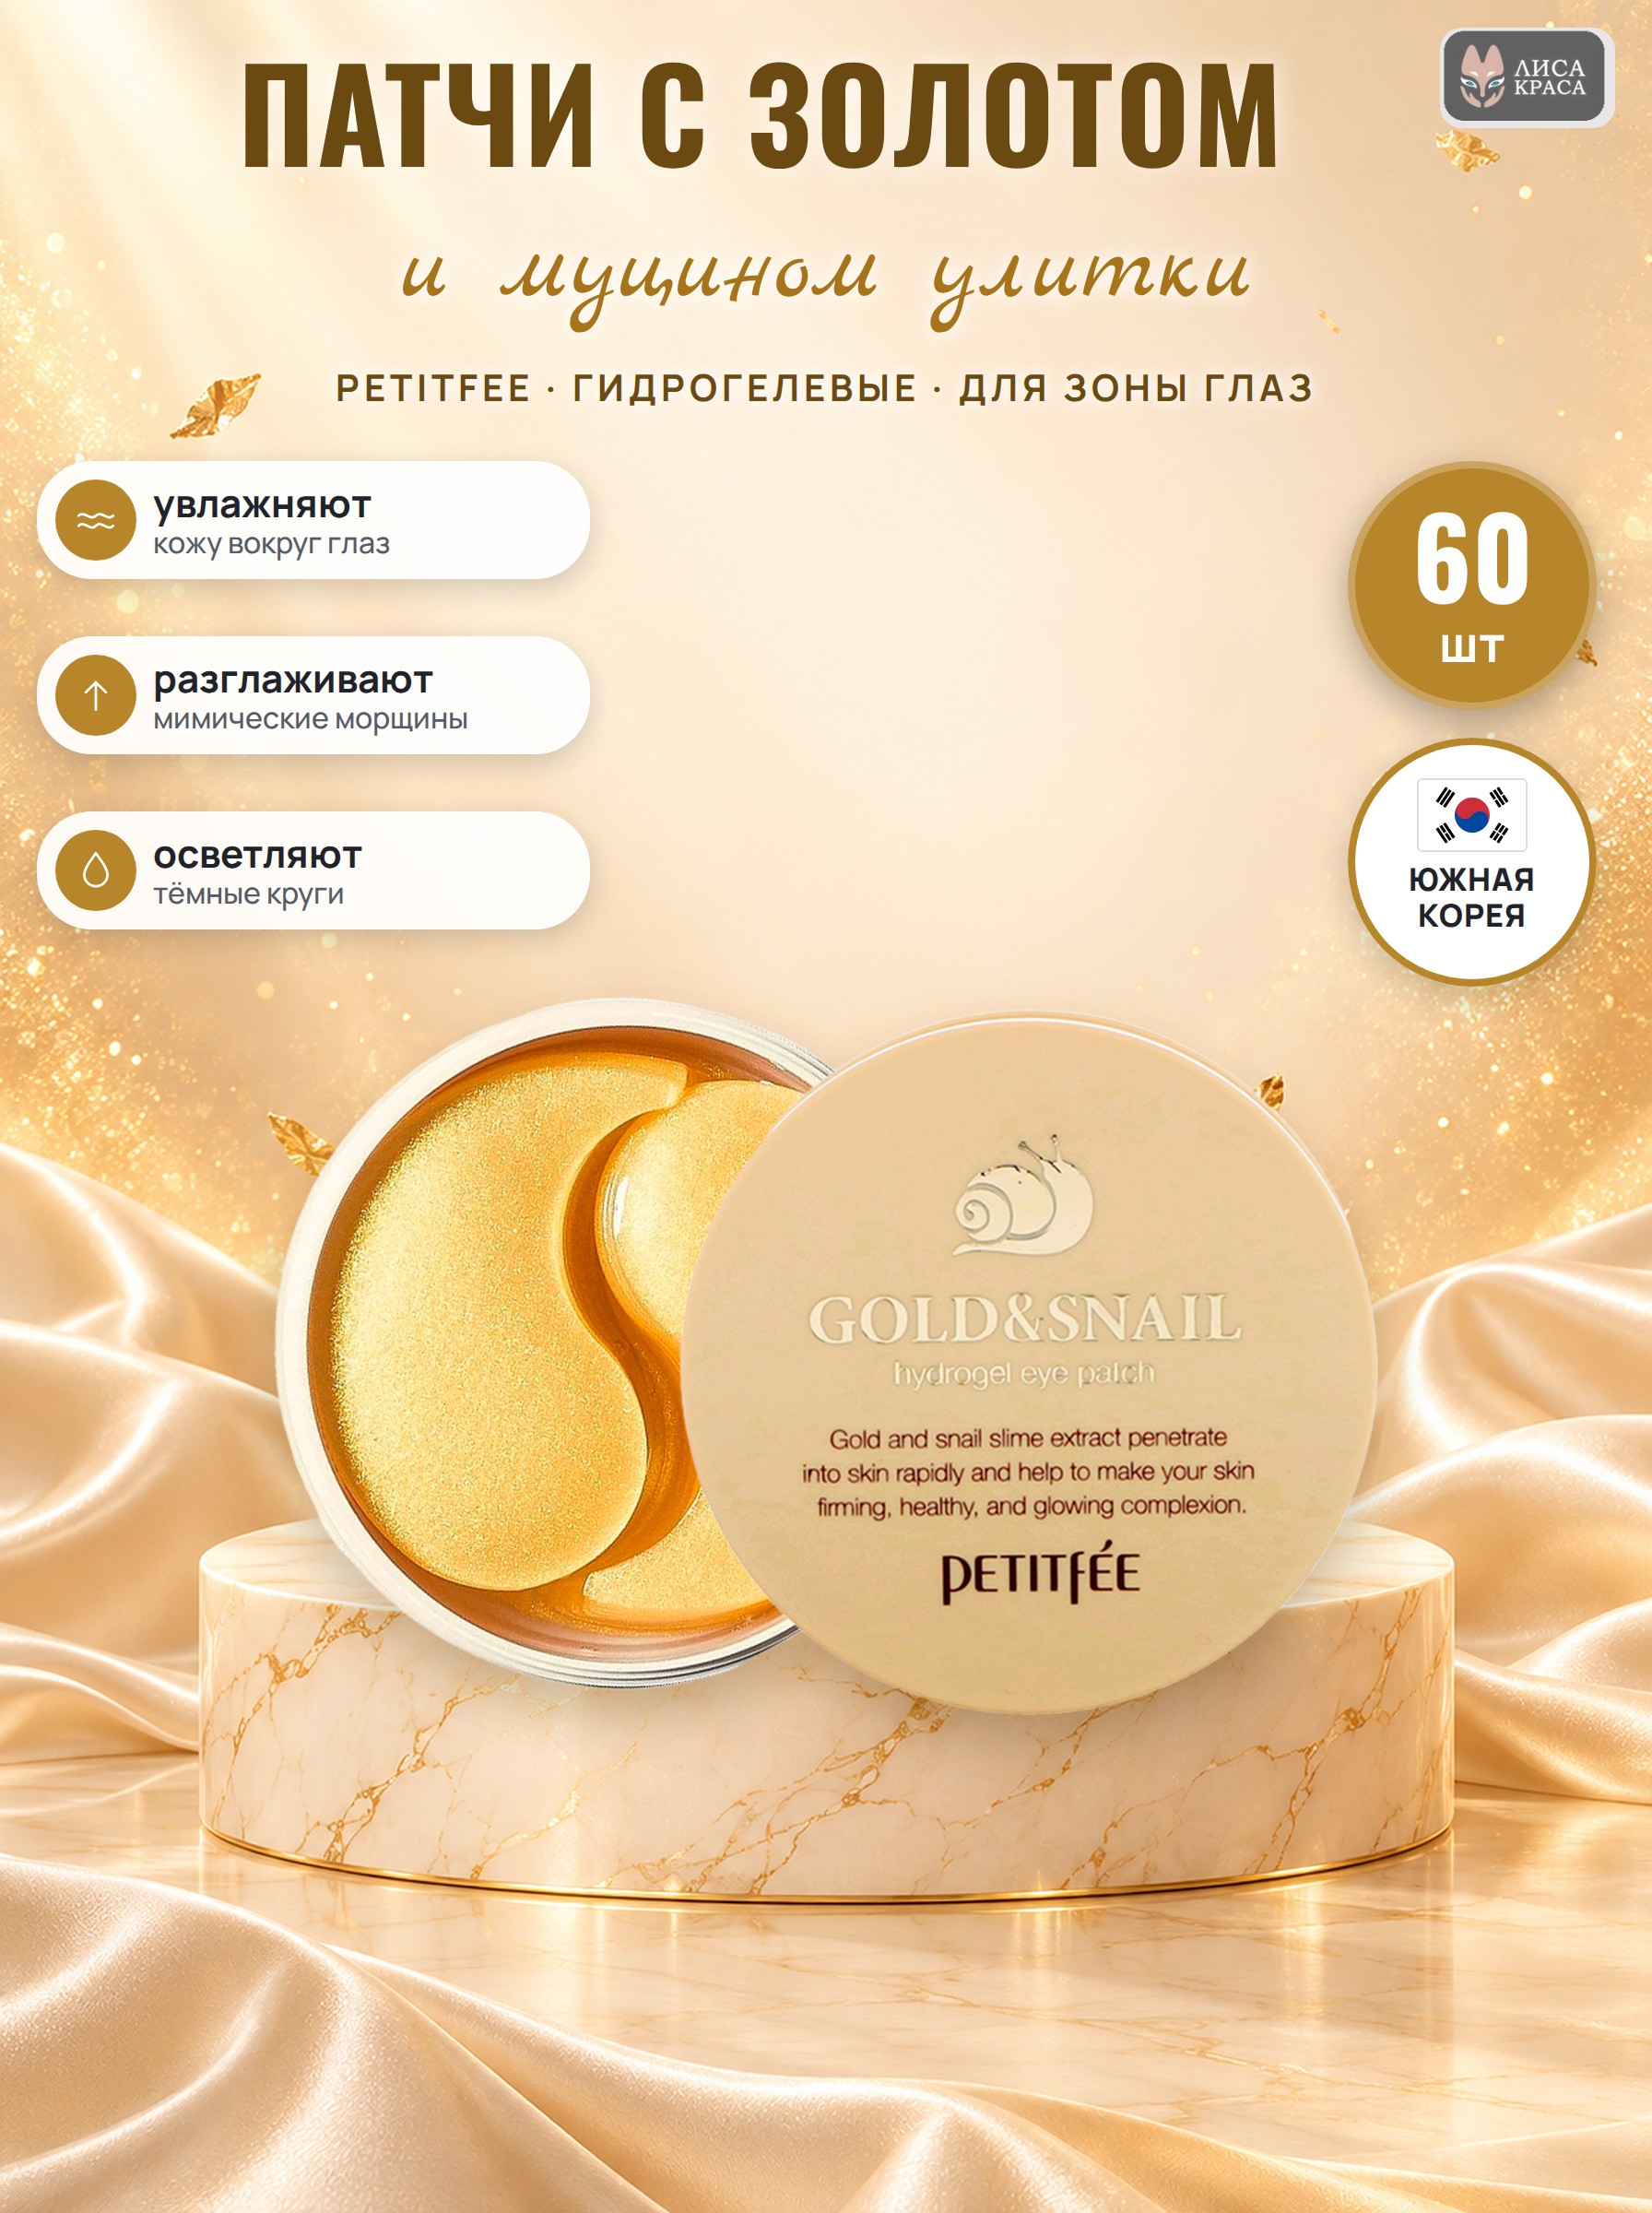 ПАТЧИ С ЗОЛОТОМ
ЛИСА
КРАСА
и муцином улитки
PETITFEE · ГИДРОГЕЛЕВЫЕ · ДЛЯ ЗОНЫ ГЛАЗ
увлажняют
кожу вокруг глаз
разглаживают
мимические морщины
осветляют
тёмные круги
60
ШТ
ЮЖНАЯ
КОРЕЯ
GOLD&SNAIL
hydrogel eye patch
Gold and snail slime extract penetrate
into skin rapidly and help to make your skin
firming, healthy, and glowing complexion.
PETITFÉE